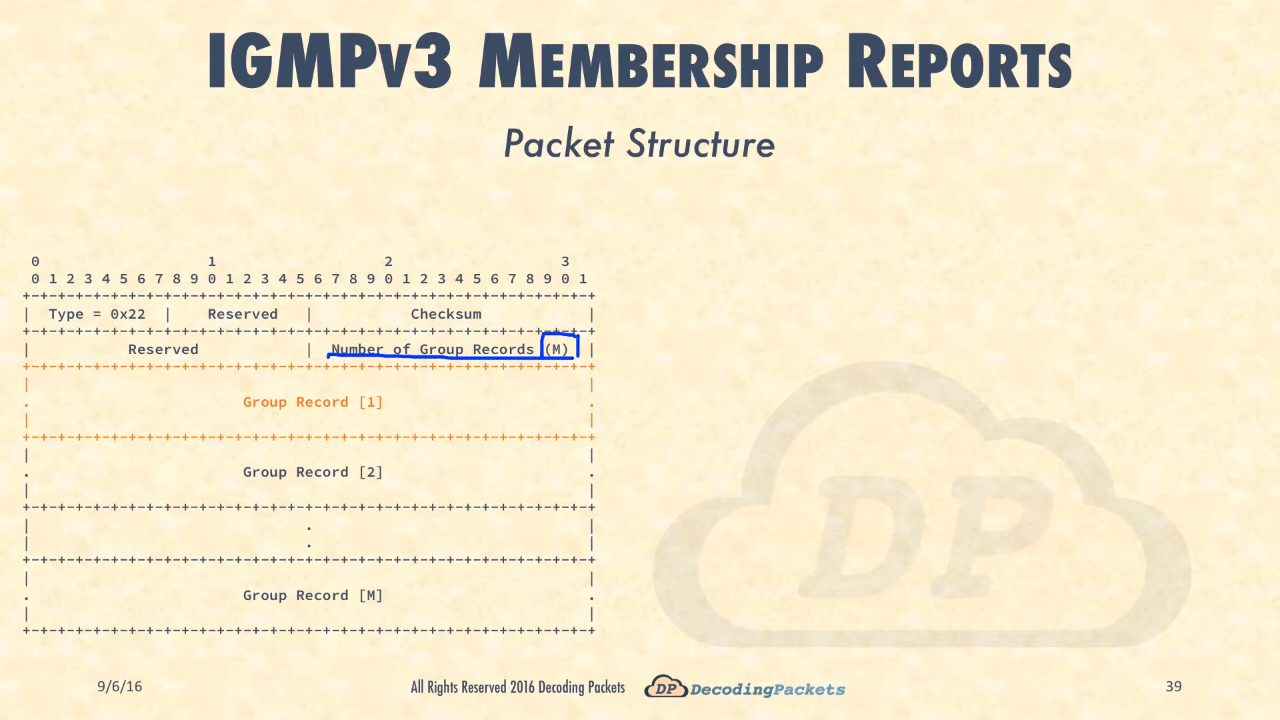 IGMPv3 Membership Reports
Packet Structure
 0                   1                   2                   3
 0 1 2 3 4 5 6 7 8 9 0 1 2 3 4 5 6 7 8 9 0 1 2 3 4 5 6 7 8 9 0 1
+-+-+-+-+-+-+-+-+-+-+-+-+-+-+-+-+-+-+-+-+-+-+-+-+-+-+-+-+-+-+-+-+
|  Type = 0x22  |    Reserved   |           Checksum            |
+-+-+-+-+-+-+-+-+-+-+-+-+-+-+-+-+-+-+-+-+-+-+-+-+-+-+-+-+-+-+-+-+
|           Reserved            |  Number of Group Records (M)  |
+-+-+-+-+-+-+-+-+-+-+-+-+-+-+-+-+-+-+-+-+-+-+-+-+-+-+-+-+-+-+-+-+
|                                                               |
.                        Group Record [1]                       .
|                                                               |
+-+-+-+-+-+-+-+-+-+-+-+-+-+-+-+-+-+-+-+-+-+-+-+-+-+-+-+-+-+-+-+-+
|                                                               |
.                        Group Record [2]                       .
|                                                               |
+-+-+-+-+-+-+-+-+-+-+-+-+-+-+-+-+-+-+-+-+-+-+-+-+-+-+-+-+-+-+-+-+
|                               .                               |
|                               .                               |
+-+-+-+-+-+-+-+-+-+-+-+-+-+-+-+-+-+-+-+-+-+-+-+-+-+-+-+-+-+-+-+-+
|                                                               |
.                        Group Record [M]                       .
|                                                               |
+-+-+-+-+-+-+-+-+-+-+-+-+-+-+-+-+-+-+-+-+-+-+-+-+-+-+-+-+-+-+-+-+
DP
9/6/16 All Rights Reserved 2016 Decoding Packets DP DecodingPackets 39